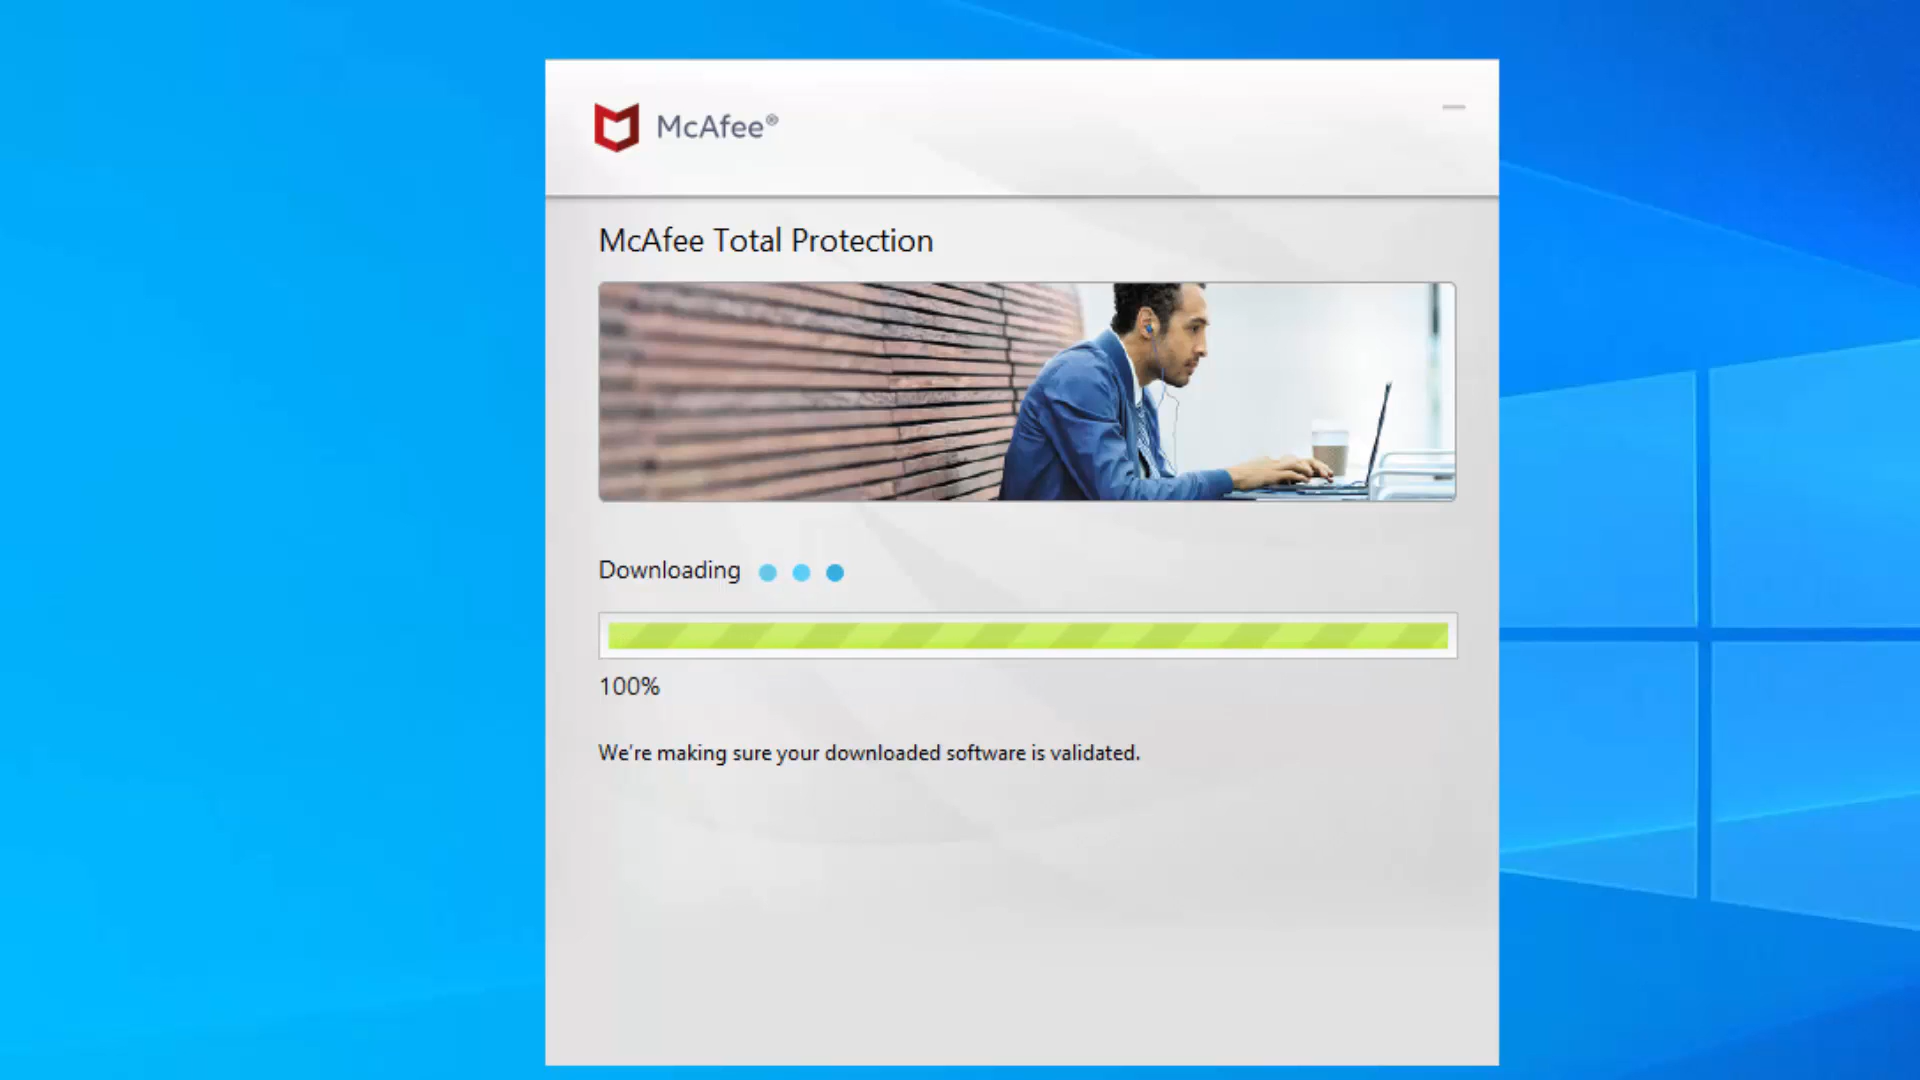 McAfee®
McAfee Total Protection
Downloading
100%
We're making sure your downloaded software is validated.